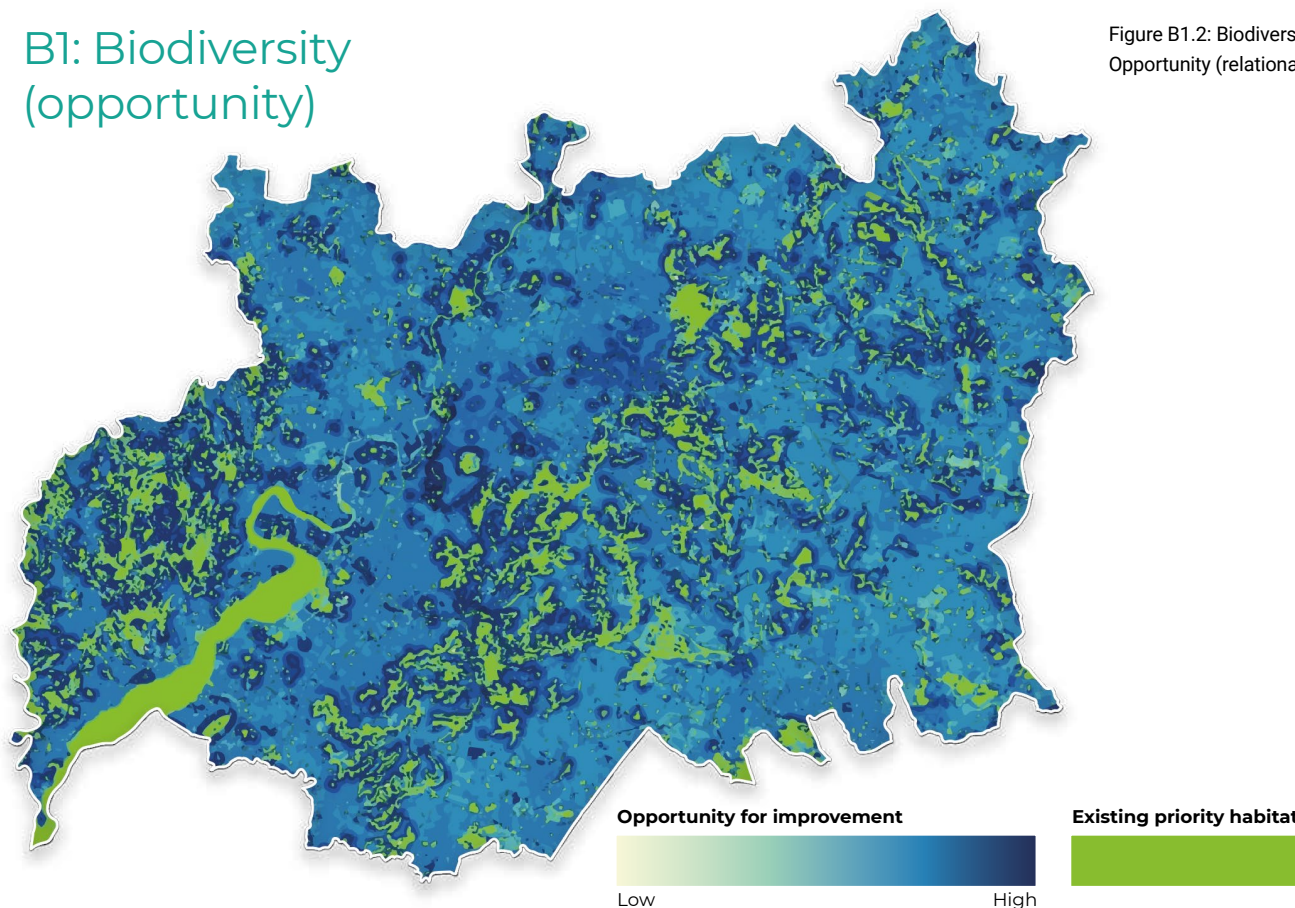 B1: Biodiversity
(opportunity)
Figure B1.2: Biodivers
Opportunity (relationa
Opportunity for improvement
Low
High
Existing priority habitat